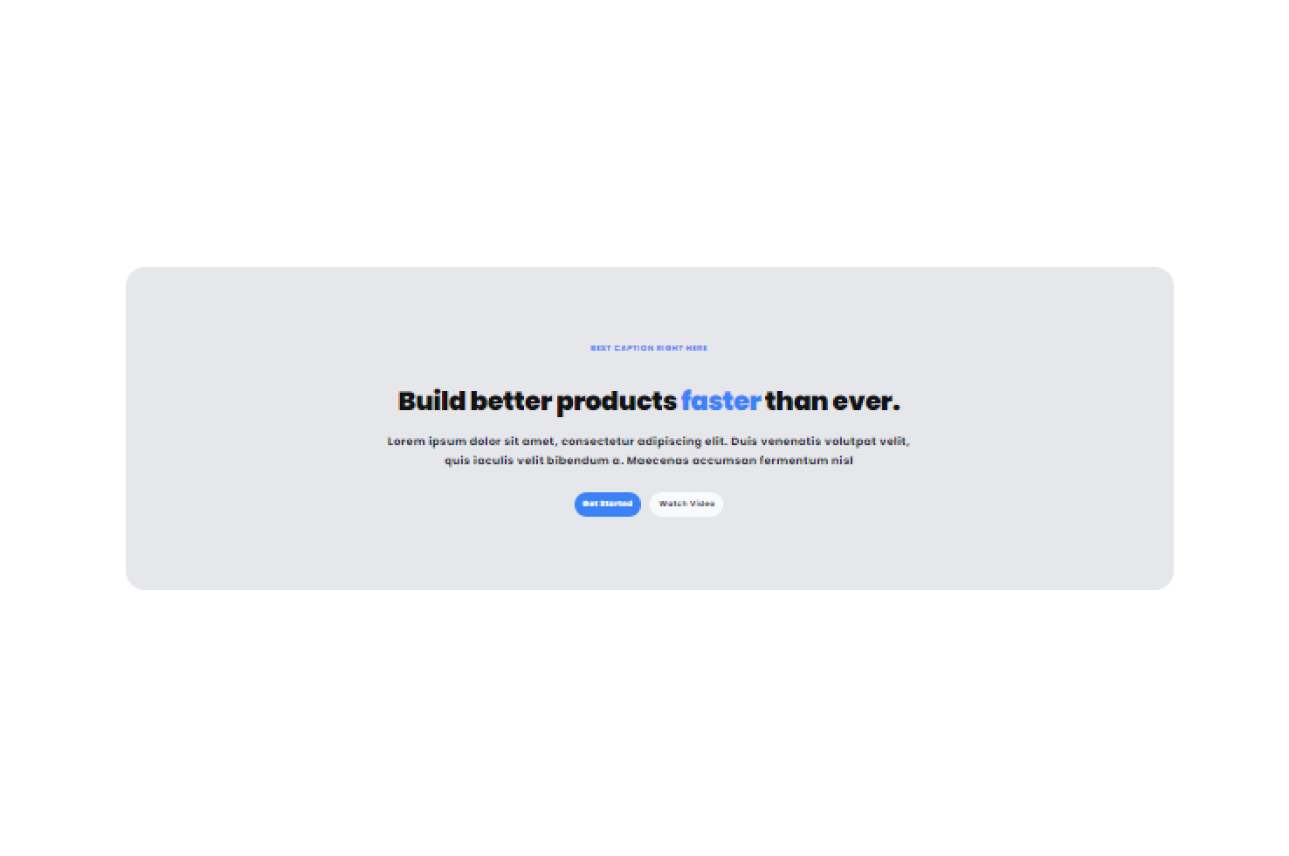 BEST CAPTION RIGHT HERE
Build better products faster than ever.
Lorem ipsum dolor sit amet, consectetur adipiscing elit. Duis venenatis volutpat velit,
quis iaculis velit bibendum a. Maecenas accumsan fermentum nisl
Get Started
Watch Video